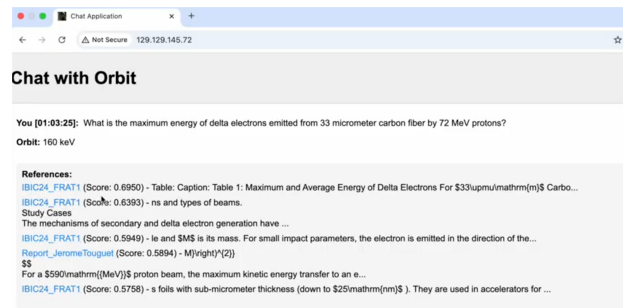 Chat Application
Not Secure 129.129.145.72
Chat with Orbit
You [01:03:25]: What is the maximum energy of delta electrons emitted from 33 micrometer carbon fiber by 72 MeV protons?
Orbit: 160 keV
References:
IBIC24_FRAT1 (Score: 0.6950) - Table: Caption: Table 1: Maximum and Average Energy of Delta Electrons For $33\upmu\mathrm{m}$ Carbo...
IBIC24_FRAT1 (Score: 0.6393) - ns and types of beams.
Study Cases
The mechanisms of secondary and delta electron generation have ...
IBIC24_FRAT1 (Score: 0.5949) - le and $M$ is its mass. For small impact parameters, the electron is emitted in the direction of the...
Report_JeromeTouguet (Score: 0.5894) - M}\right)^{2}}
$$
For a $590\mathrm{{MeV}}$ proton beam, the maximum kinetic energy transfer to an e...
IBIC24_FRAT1 (Score: 0.5758) - s foils with sub-micrometer thickness (down to $25\mathrm{nm}$ ). They are used in accelerators for ...